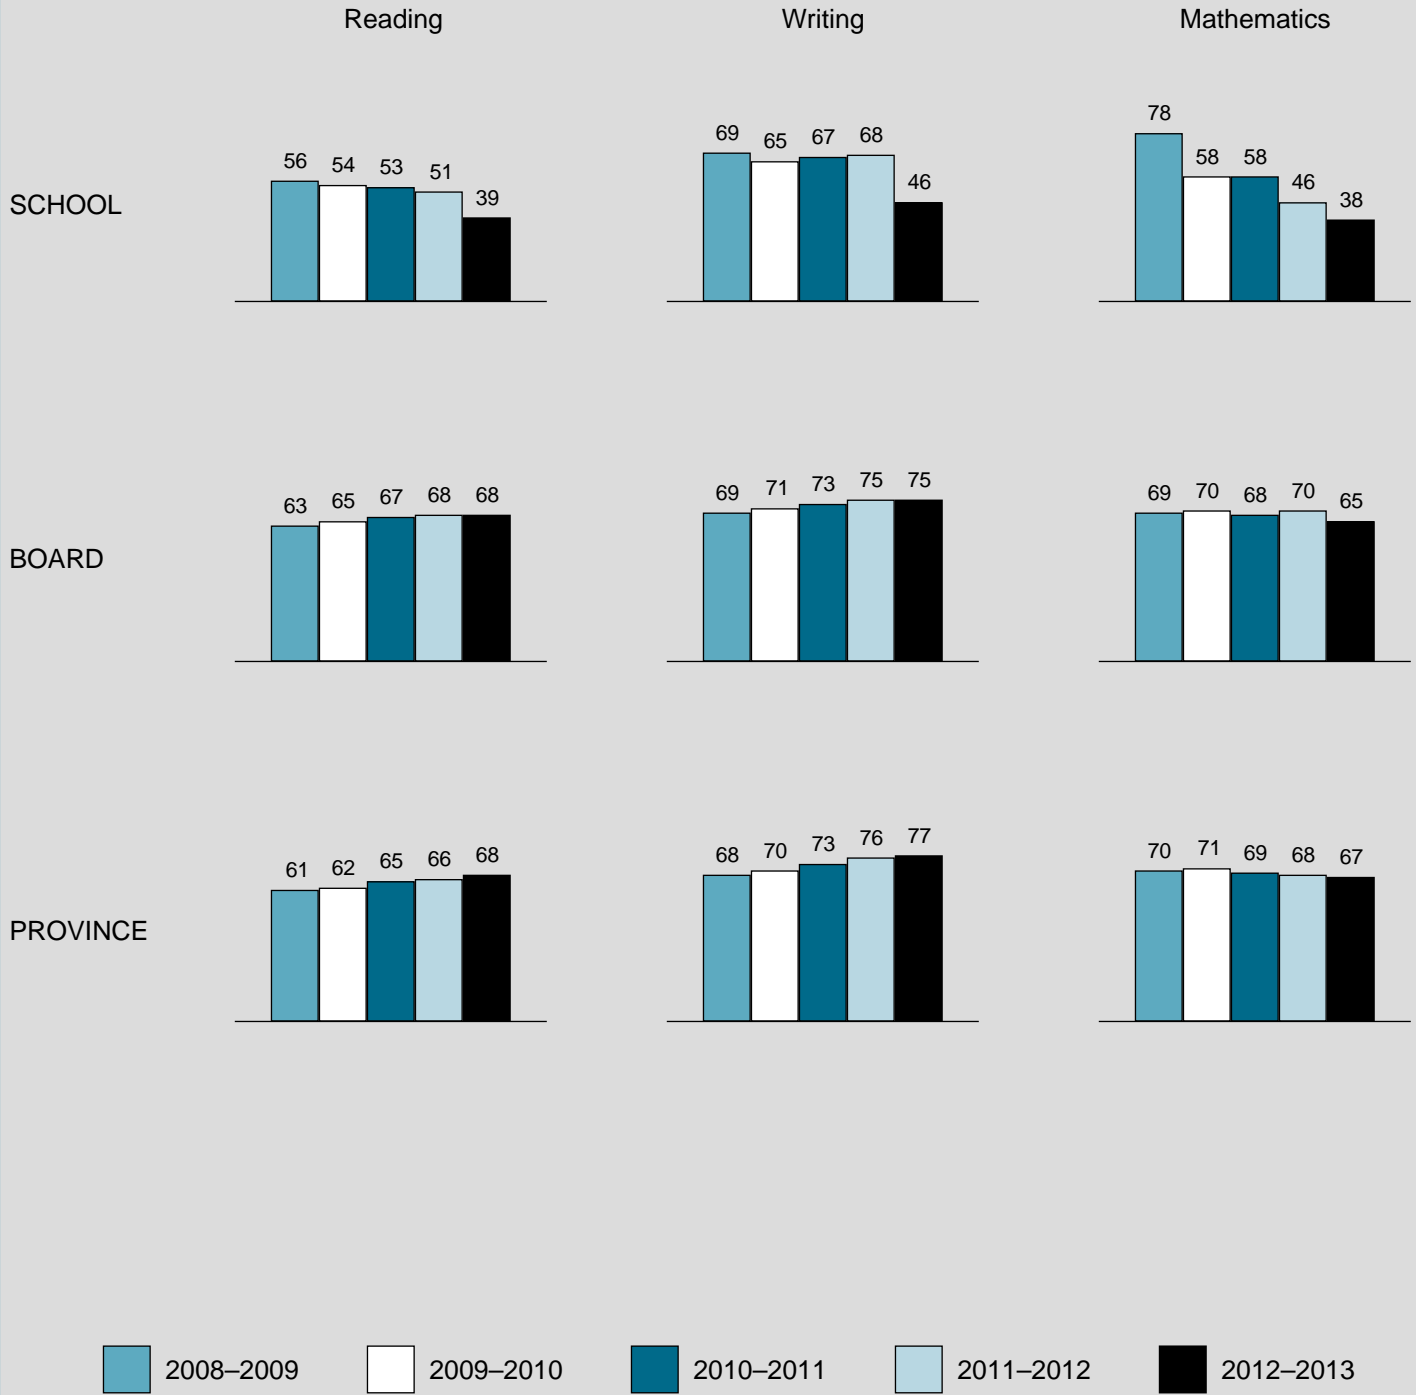 Reading Writing Mathematics
SCHOOL
56 54 53 51 39
69 65 67 68 46
78 58 58 46 38
BOARD
63 65 67 68 68
69 71 73 75 75
69 70 68 70 65
PROVINCE
61 62 65 66 68
68 70 73 76 77
70 71 69 68 67
2008–2009 2009–2010 2010–2011 2011–2012 2012–2013